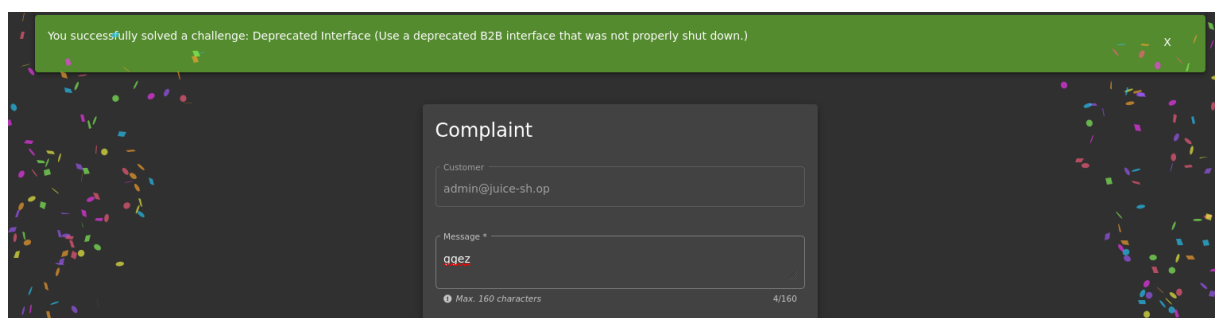 You successfully solved a challenge: Deprecated Interface (Use a deprecated B2B interface that was not properly shut down.)
X
Complaint
Customer
admin@juice-sh.op
Message *
ggez
Max. 160 characters
4/160